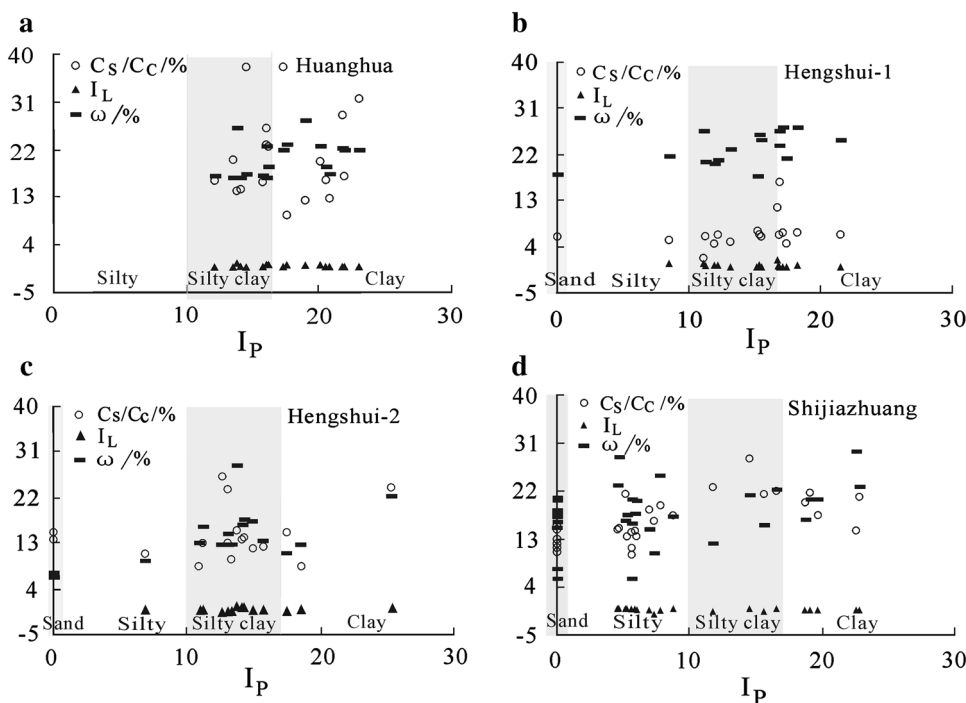 a
40
31
22
13
4
-5
○ Cs/Cc/%
▲ IL
▬ ω/%
Huanghua
Silty
Silty clay
Clay
0 10 20 30
IP
b
40
31
22
13
4
-5
○ Cs/Cc/%
▲ IL
▬ ω/%
Hengshui-1
Sand
Silty
Silty clay
Clay
0 10 20 30
IP
c
40
31
22
13
4
-5
○ Cs/Cc/%
▲ IL
▬ ω/%
Hengshui-2
Sand
Silty
Silty clay
Clay
0 10 20 30
IP
d
40
31
22
13
4
-5
○ CS/CC/%
▲ IL
▬ ω/%
Shijiazhuang
Sand
Silty
Silty clay
Clay
0 10 20 30
IP